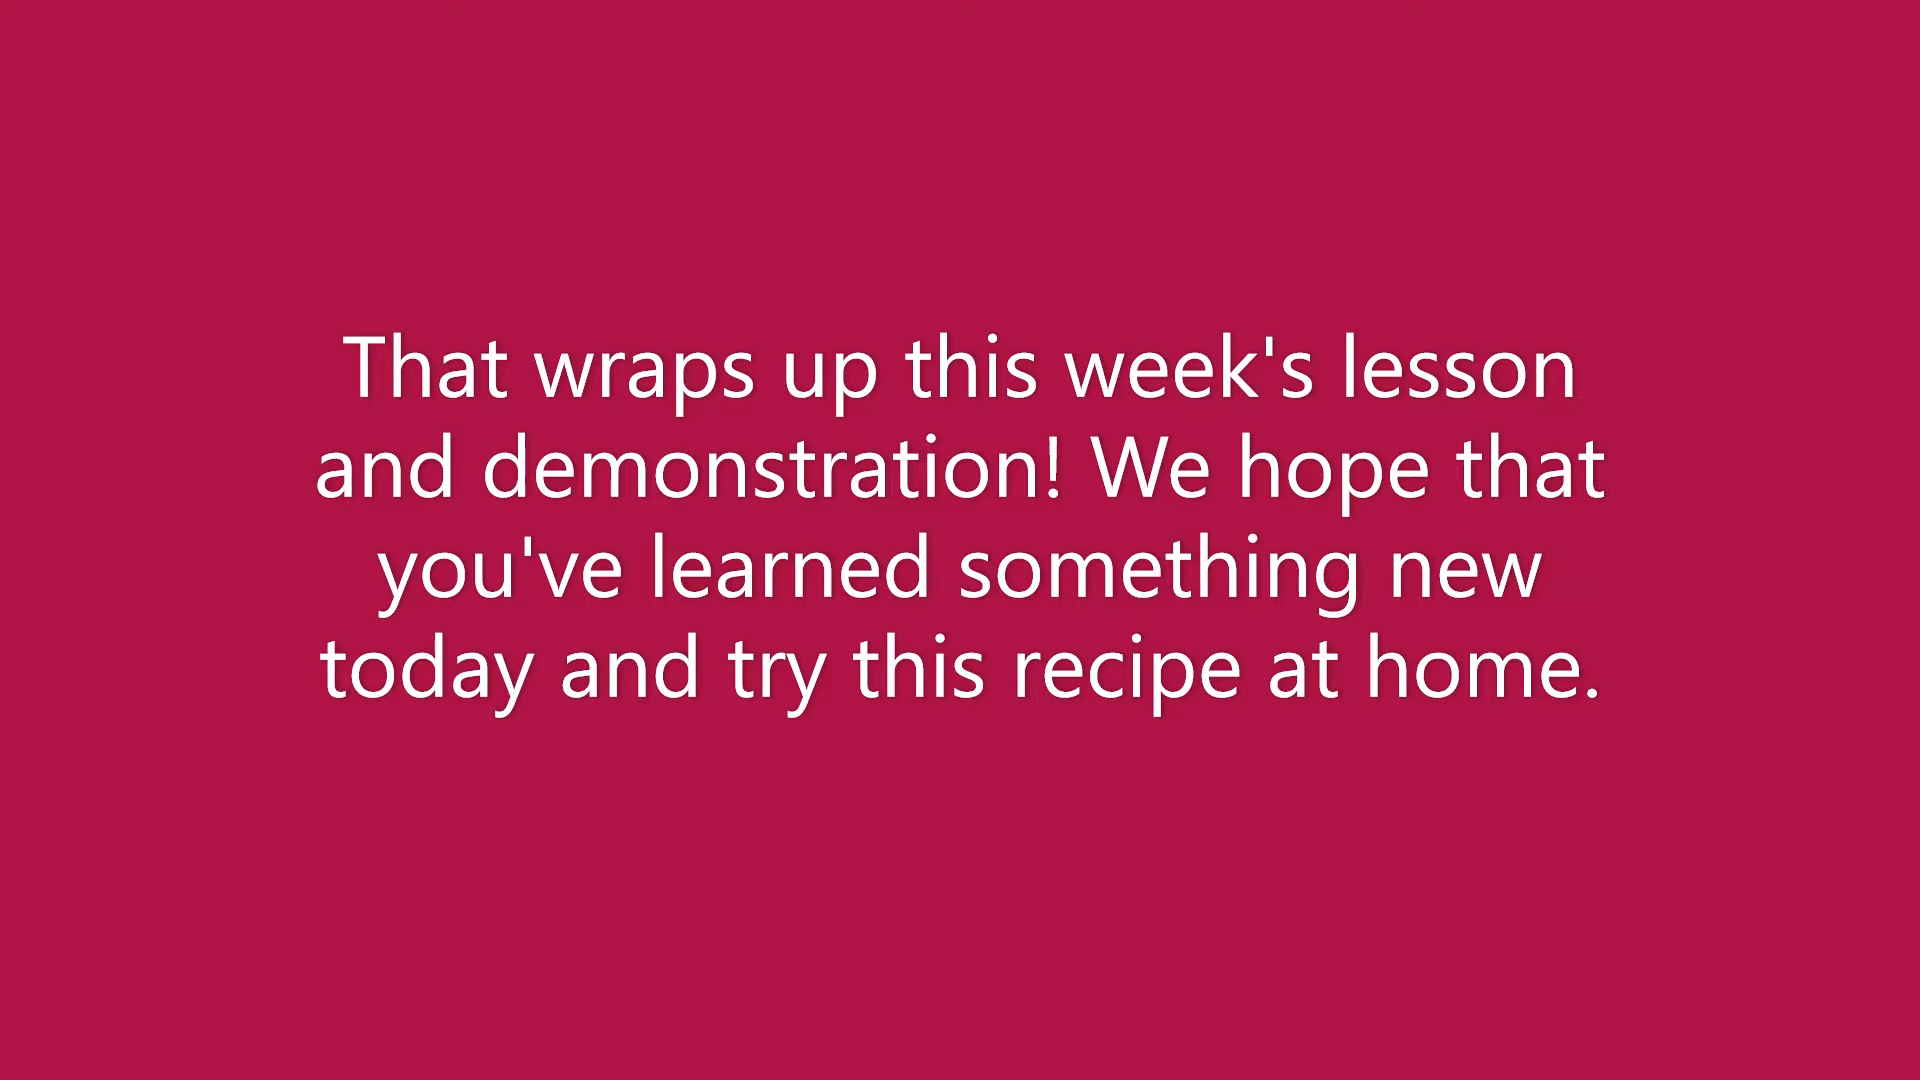 That wraps up this week's lesson
and demonstration! We hope that
you've learned something new
today and try this recipe at home.